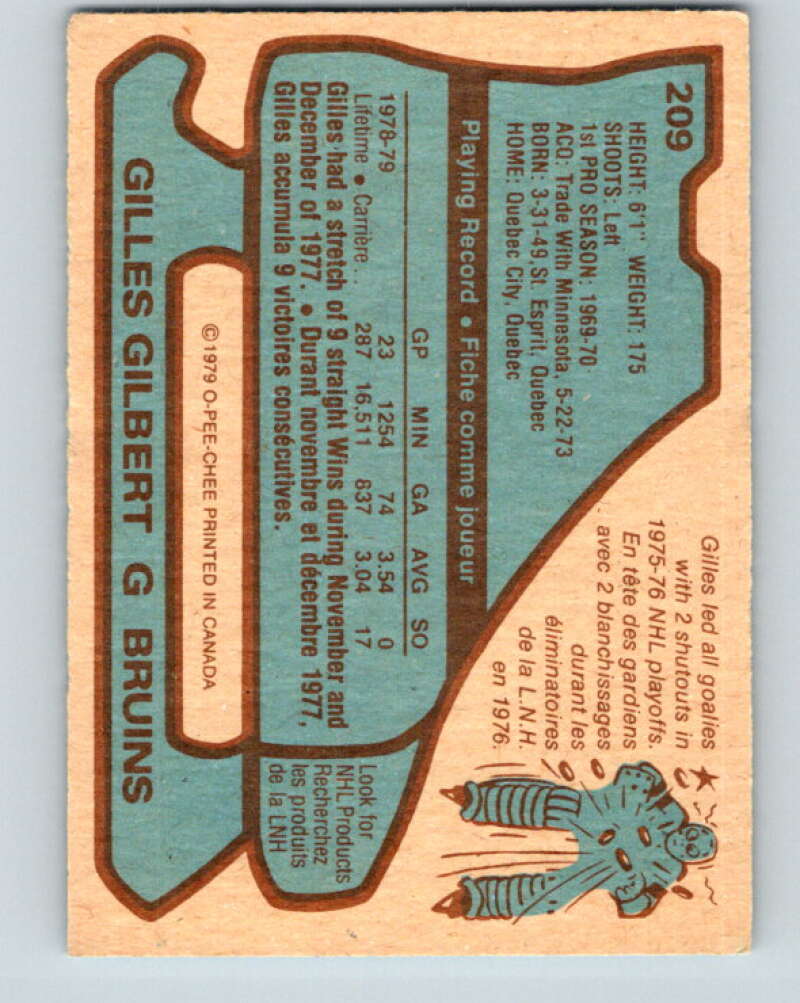 209
HEIGHT: 6'1" WEIGHT: 175
SHOOTS: Left
1st PRO SEASON: 1969-70
ACQ: Trade With Minnesota, 5-22-73
BORN: 3-31-49, St. Esprit, Quebec
HOME: Quebec City, Quebec
Gilles led all goalies
with 2 shutouts in
1975-76 NHL playoffs.
En tête des gardiens
avec 2 blanchissages
durant les
éliminatoires
de la L.N.H.
en 1976.
Playing Record • Fiche comme joueur
GP MIN GA AVG SO
1978-79 23 1254 74 3.54 0
Lifetime • Carrière... 287 16,511 837 3.04 17
Gilles had a stretch of 9 straight Wins during November and
December of 1977. • Durant novembre et décembre 1977,
Gilles accumula 9 victoires consécutives.
Look for
NHL Products
Recherchez
les produits
de la LNH
©1979 O-PEE-CHEE PRINTED IN CANADA
GILLES GILBERT G BRUINS